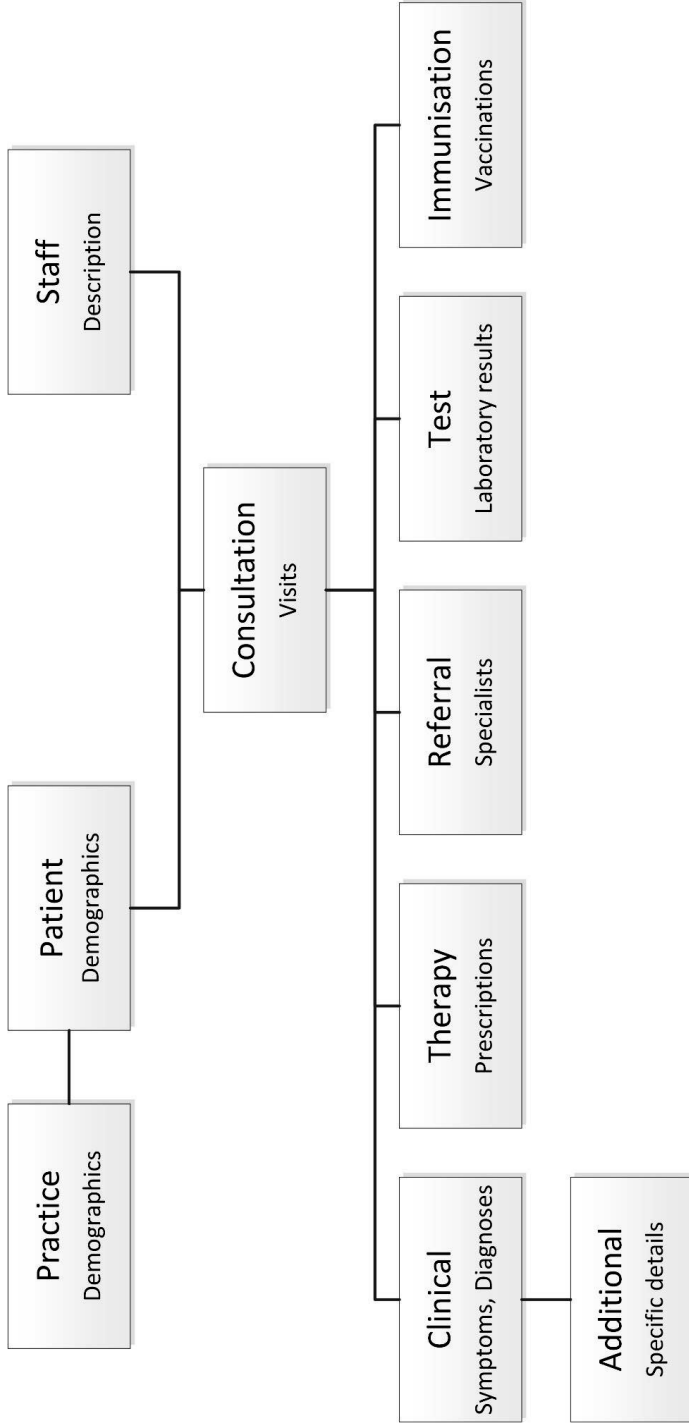 Practice
Demographics
Patient
Demographics
Staff
Description
Consultation
Visits
Clinical
Symptoms, Diagnoses
Therapy
Prescriptions
Referral
Specialists
Test
Laboratory results
Immunisation
Vaccinations
Additional
Specific details